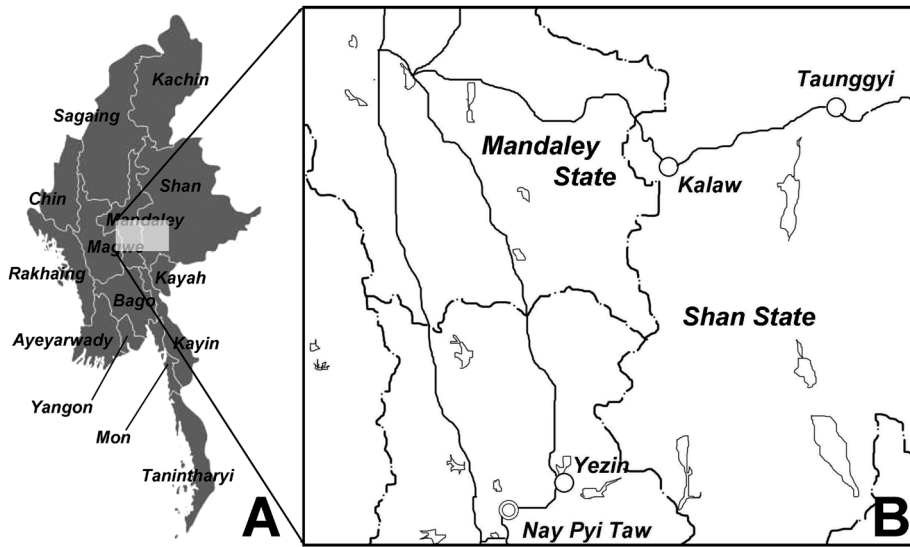 Kachin
Sagaing
Shan
Chin
Mandaley
Magwe
Rakhaing
Kayah
Bago
Ayeyarwady
Kayin
Yangon
Mon
Tanintharyi
A
Taunggyi
Mandaley
State
Kalaw
Shan State
Yezin
Nay Pyi Taw
B